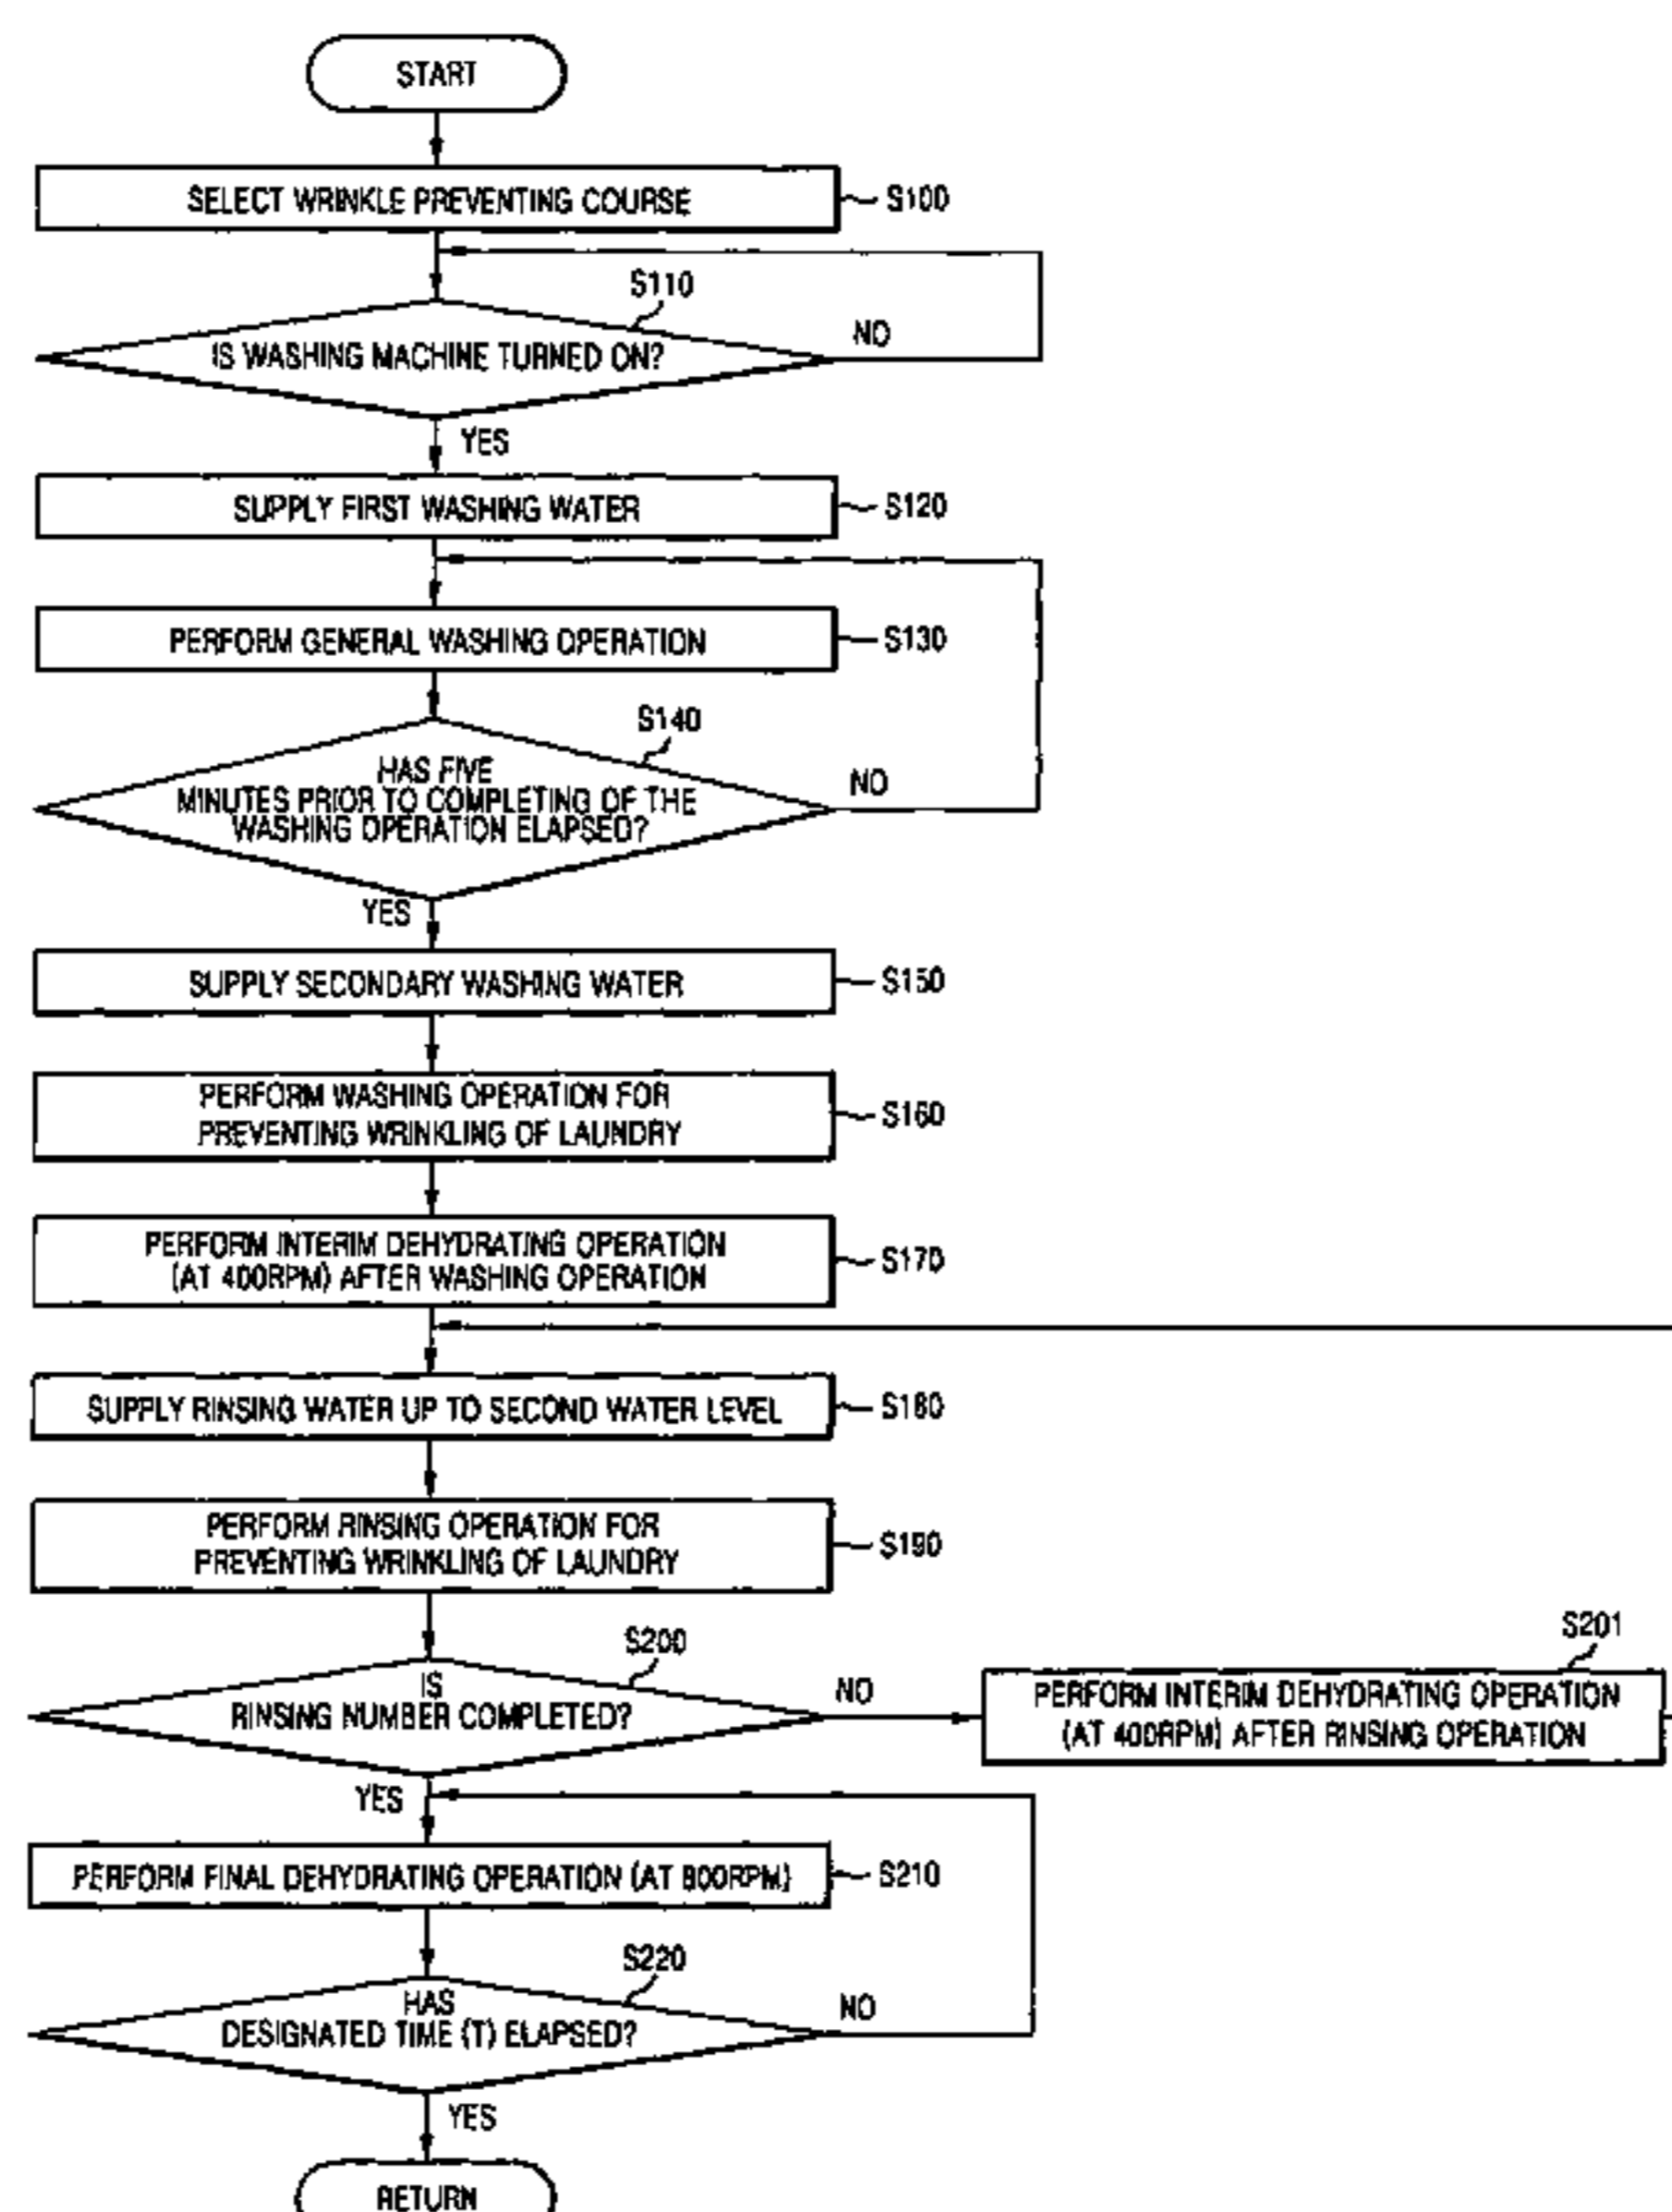 START
SELECT WRINKLE PREVENTING COURSE
S100
S110
IS WASHING MACHINE TURNED ON?
NO
YES
SUPPLY FIRST WASHING WATER
S120
PERFORM GENERAL WASHING OPERATION
S130
S140
HAS FIVE
MINUTES PRIOR TO COMPLETING OF THE
WASHING OPERATION ELAPSED?
NO
YES
SUPPLY SECONDARY WASHING WATER
S150
PERFORM WASHING OPERATION FOR
PREVENTING WRINKLING OF LAUNDRY
S160
PERFORM INTERIM DEHYDRATING OPERATION
(AT 400RPM) AFTER WASHING OPERATION
S170
SUPPLY RINSING WATER UP TO SECOND WATER LEVEL
S180
PERFORM RINSING OPERATION FOR
PREVENTING WRINKLING OF LAUNDRY
S190
S200
IS
RINSING NUMBER COMPLETED?
NO
S201
PERFORM INTERIM DEHYDRATING OPERATION
(AT 400RPM) AFTER RINSING OPERATION
YES
PERFORM FINAL DEHYDRATING OPERATION (AT 800RPM)
S210
S220
HAS
DESIGNATED TIME (T) ELAPSED?
NO
YES
RETURN